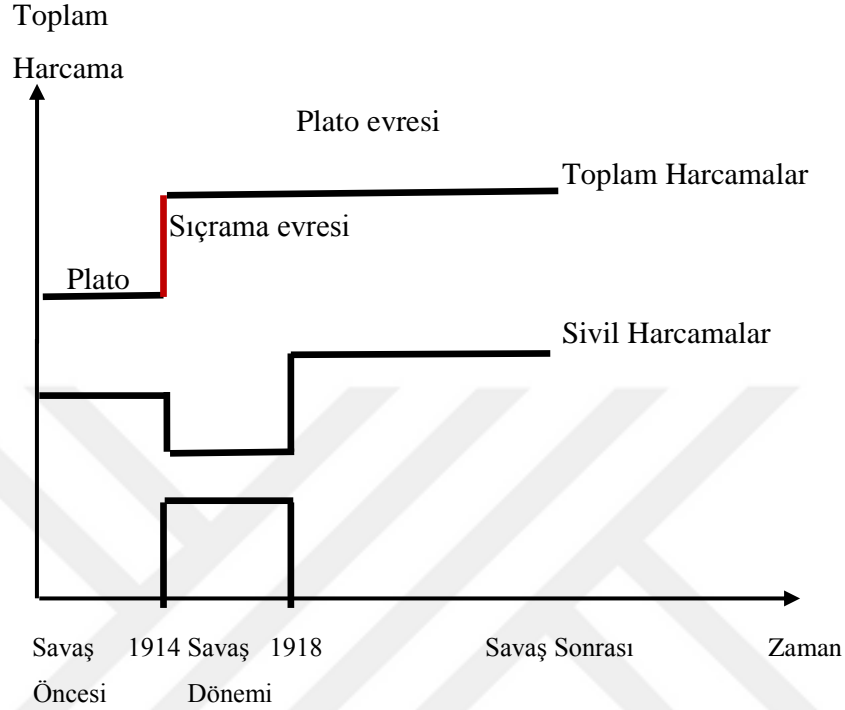 Toplam
Harcama
Plato evresi
Toplam Harcamalar
Sıçrama evresi
Plato
Sivil Harcamalar
Savaş 1914 Savaş 1918 Savaş Sonrası Zaman
Öncesi Dönemi